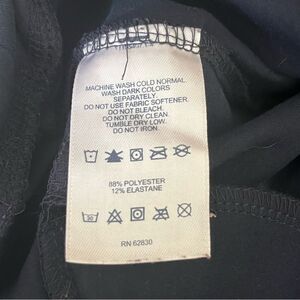 MACHINE WASH COLD NORMAL
WASH DARK COLORS
SEPARATELY.
DO NOT USE FABRIC SOFTENER.
DO NOT BLEACH.
DO NOT DRY CLEAN.
TUMBLE DRY LOW.
DO NOT IRON.
88% POLYESTER
12% ELASTANE
RN 62830